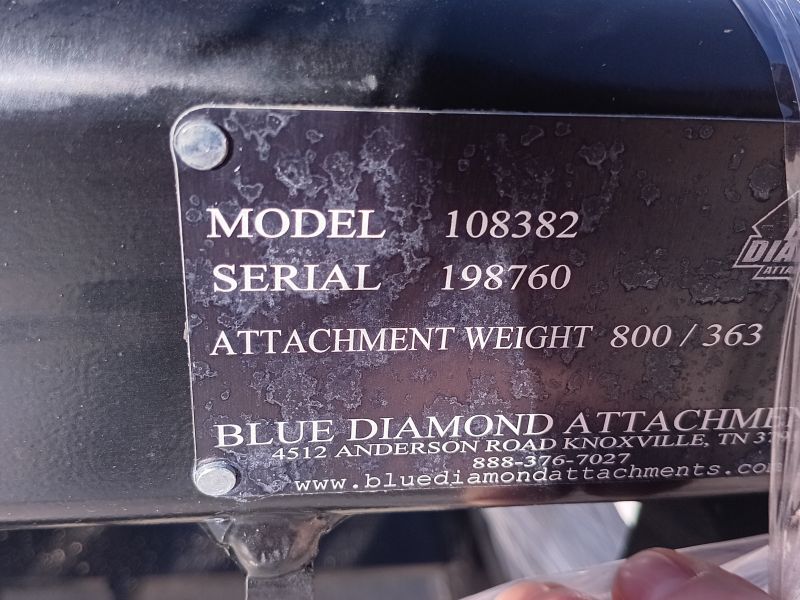 MODEL 108382
SERIAL 198760
ATTACHMENT WEIGHT 800 / 363
BLUE DIAMOND
4512 ANDERSON ROAD KNOXVILLE, TN
888-376-7027
www.bluediamondattachments.com